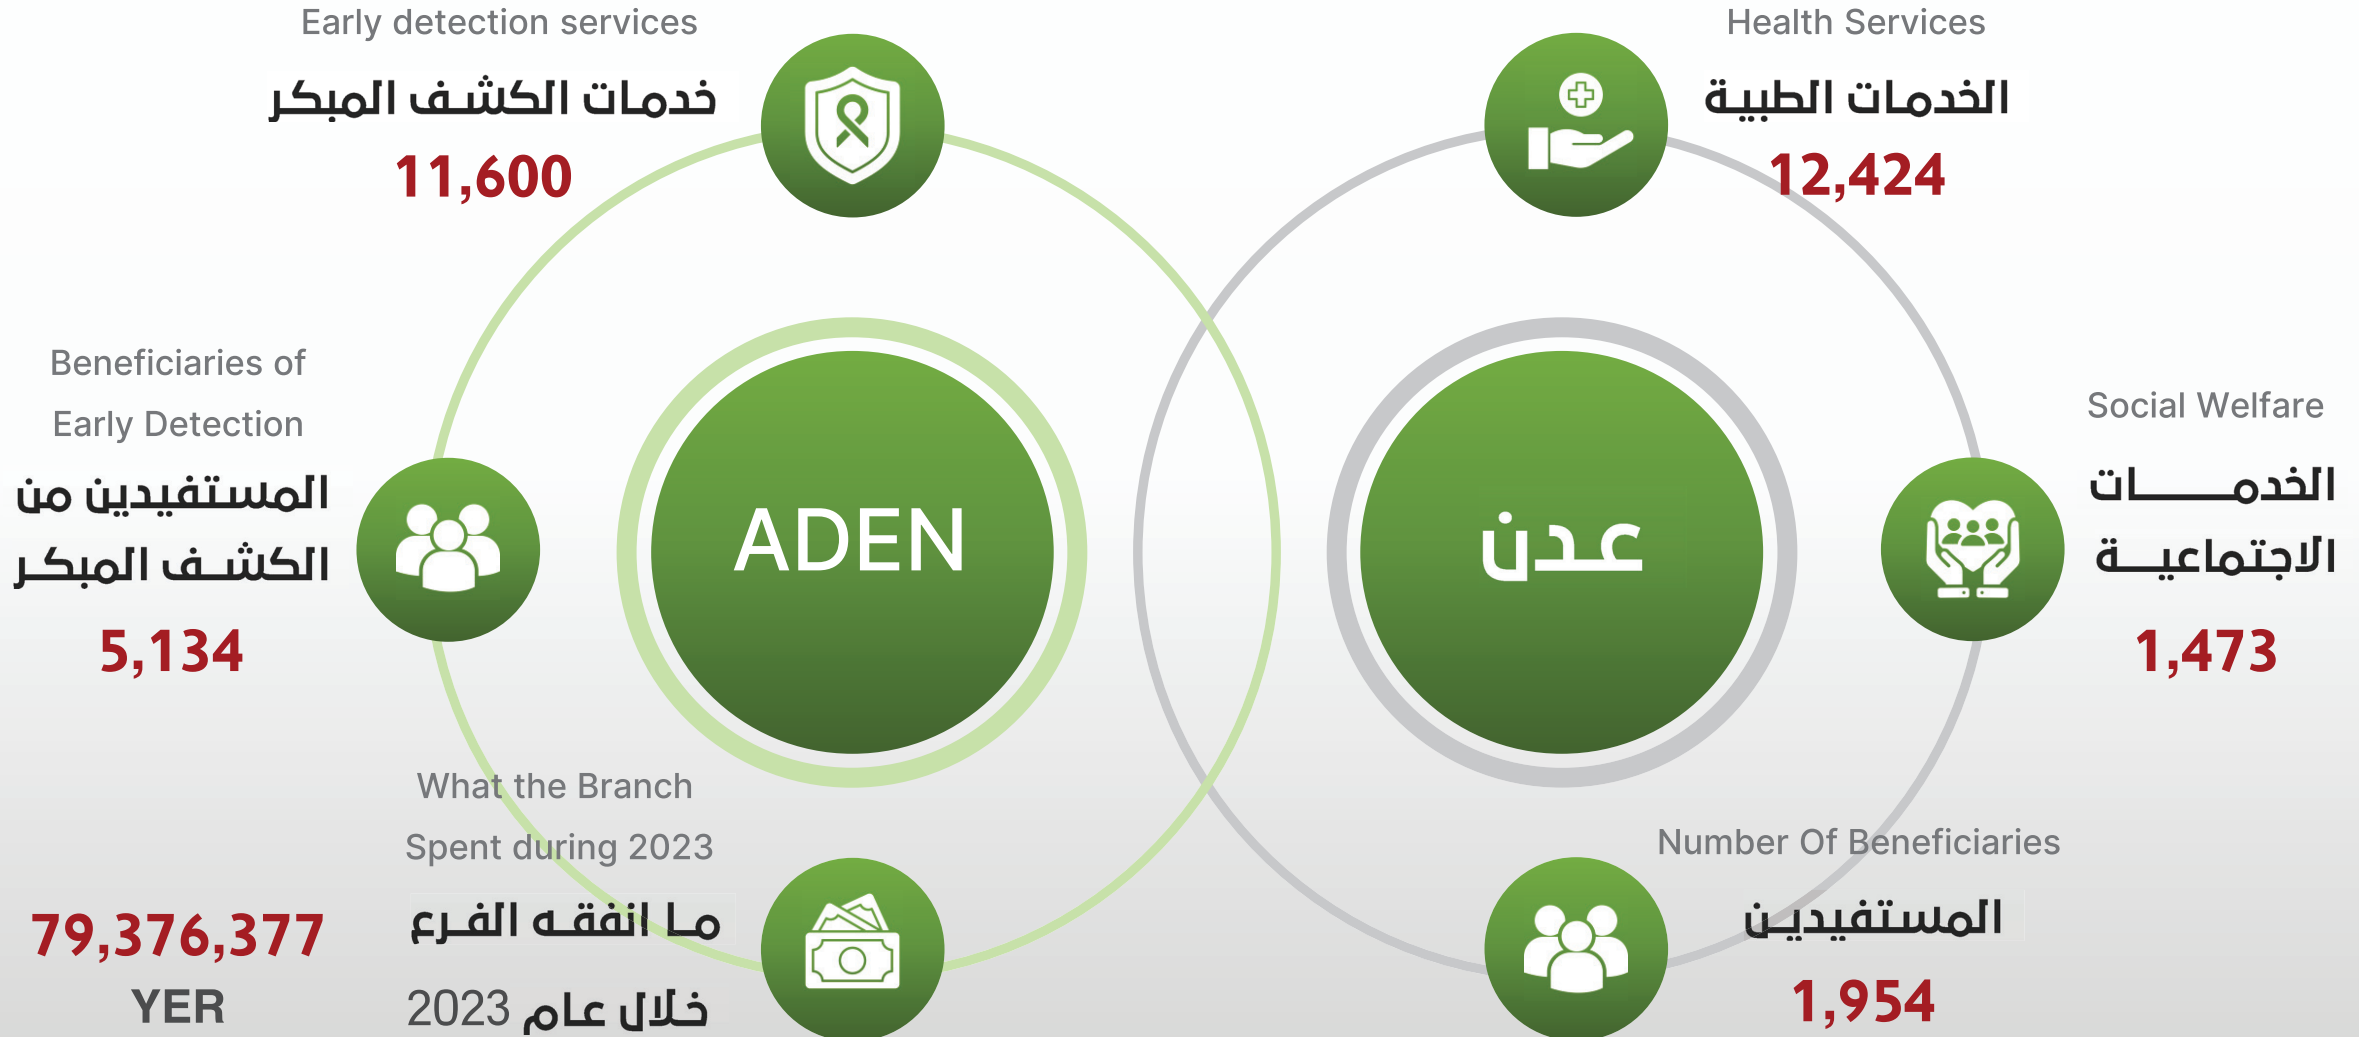 Early detection services
خدمات الكشف المبكر
11,600
Health Services
الخدمات الطبية
12,424
Beneficiaries of
Early Detection
المستفيدين من
الكشف المبكر
5,134
ADEN
عدن
Social Welfare
الخدمات
الاجتماعية
1,473
What the Branch
Spent during 2023
ما انفقه الفرع
خلال عام 2023
79,376,377
YER
Number Of Beneficiaries
المستفيدين
1,954